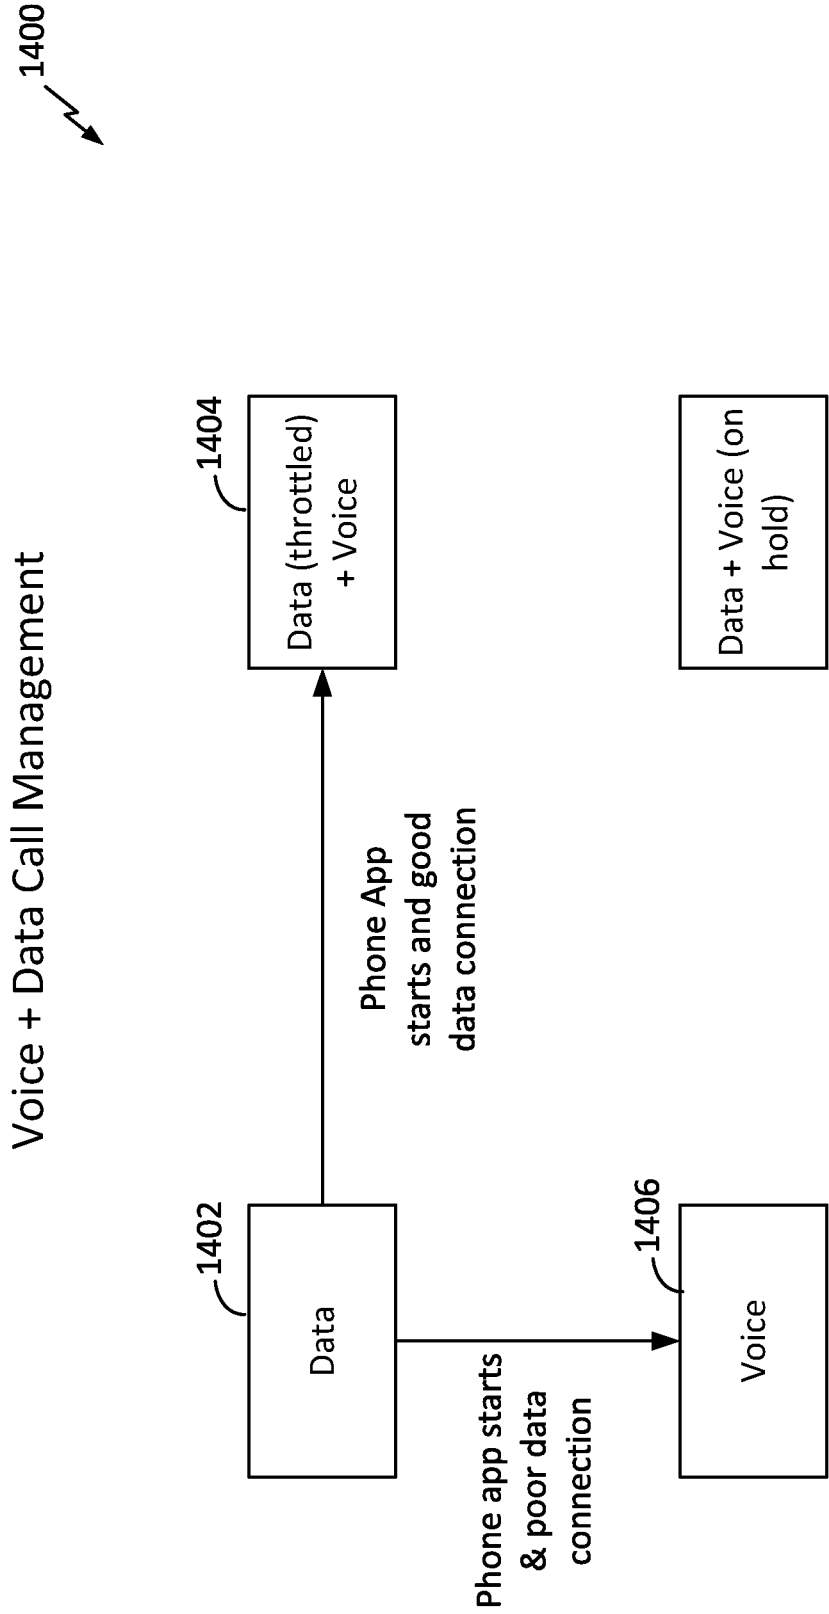 Voice + Data Call Management
1400
1402
Data
Phone App
starts and good
data connection
1404
Data (throttled)
+ Voice
Phone app starts
& poor data
connection
1406
Voice
Data + Voice (on
hold)